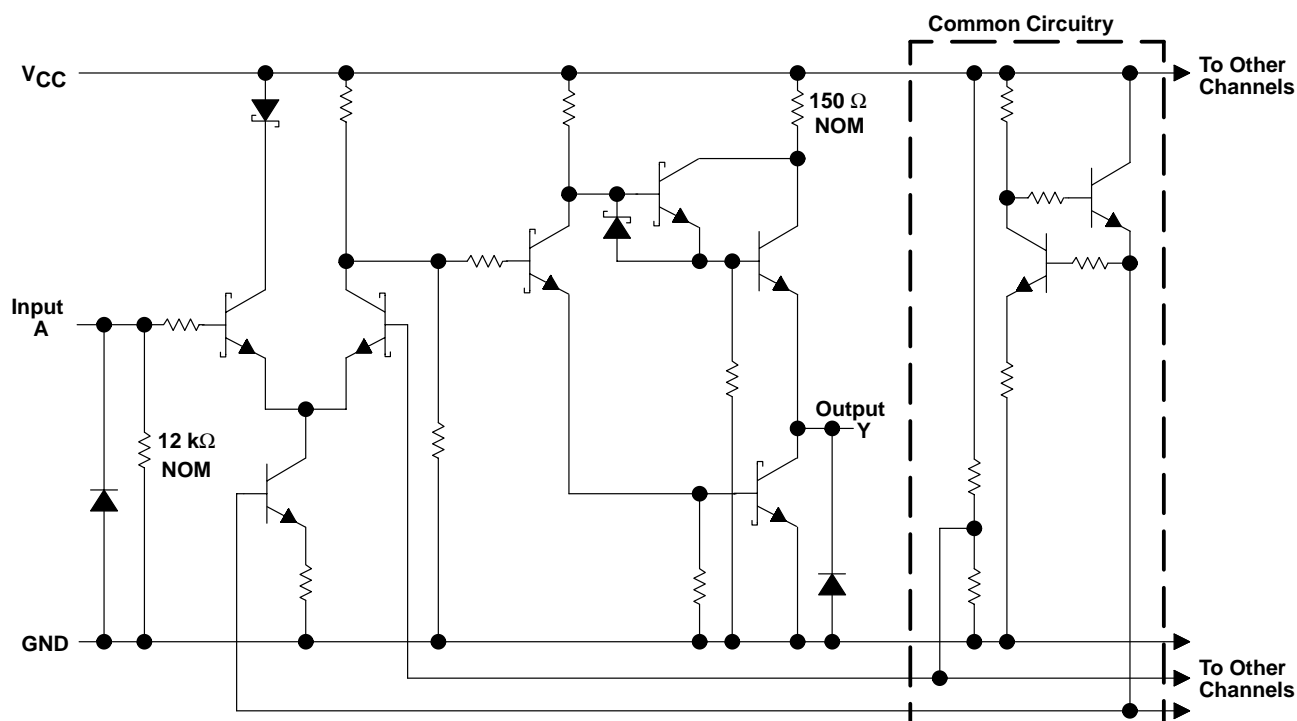 Common Circuitry
VCC
To Other
Channels
150 Ω
NOM
Input
A
12 kΩ
NOM
Output
Y
GND
To Other
Channels